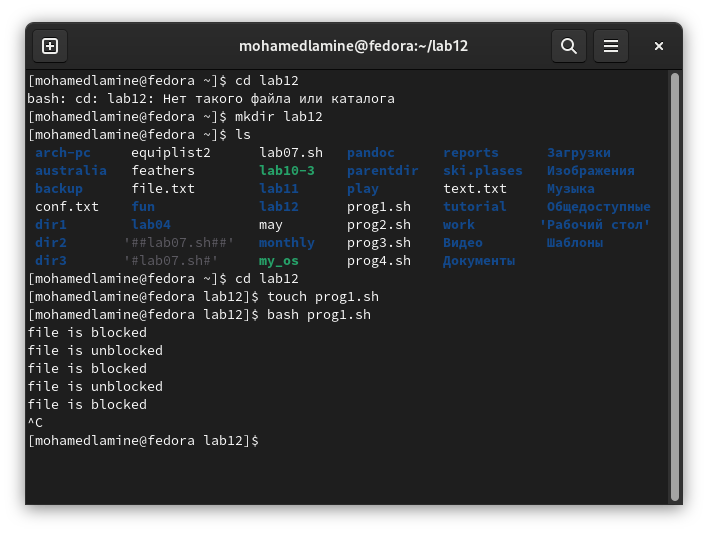 mohamedlamine@fedora:~/lab12
[mohamedlamine@fedora ~]$ cd lab12
bash: cd: lab12: Нет такого файла или каталога
[mohamedlamine@fedora ~]$ mkdir lab12
[mohamedlamine@fedora ~]$ ls
arch-pc equiplist2 lab07.sh pandoc reports Загрузки
australia feathers lab10-3 parentdir ski.plases Изображения
backup file.txt lab11 play text.txt Музыка
conf.txt fun lab12 prog1.sh tutorial Общедоступные
dir1 lab04 may prog2.sh work 'Рабочий стол'
dir2 '##lab07.sh##' monthly prog3.sh Видео Шаблоны
dir3 '#lab07.sh#' my_os prog4.sh Документы
[mohamedlamine@fedora ~]$ cd lab12
[mohamedlamine@fedora lab12]$ touch prog1.sh
[mohamedlamine@fedora lab12]$ bash prog1.sh
file is blocked
file is unblocked
file is blocked
file is unblocked
file is blocked
^C
[mohamedlamine@fedora lab12]$